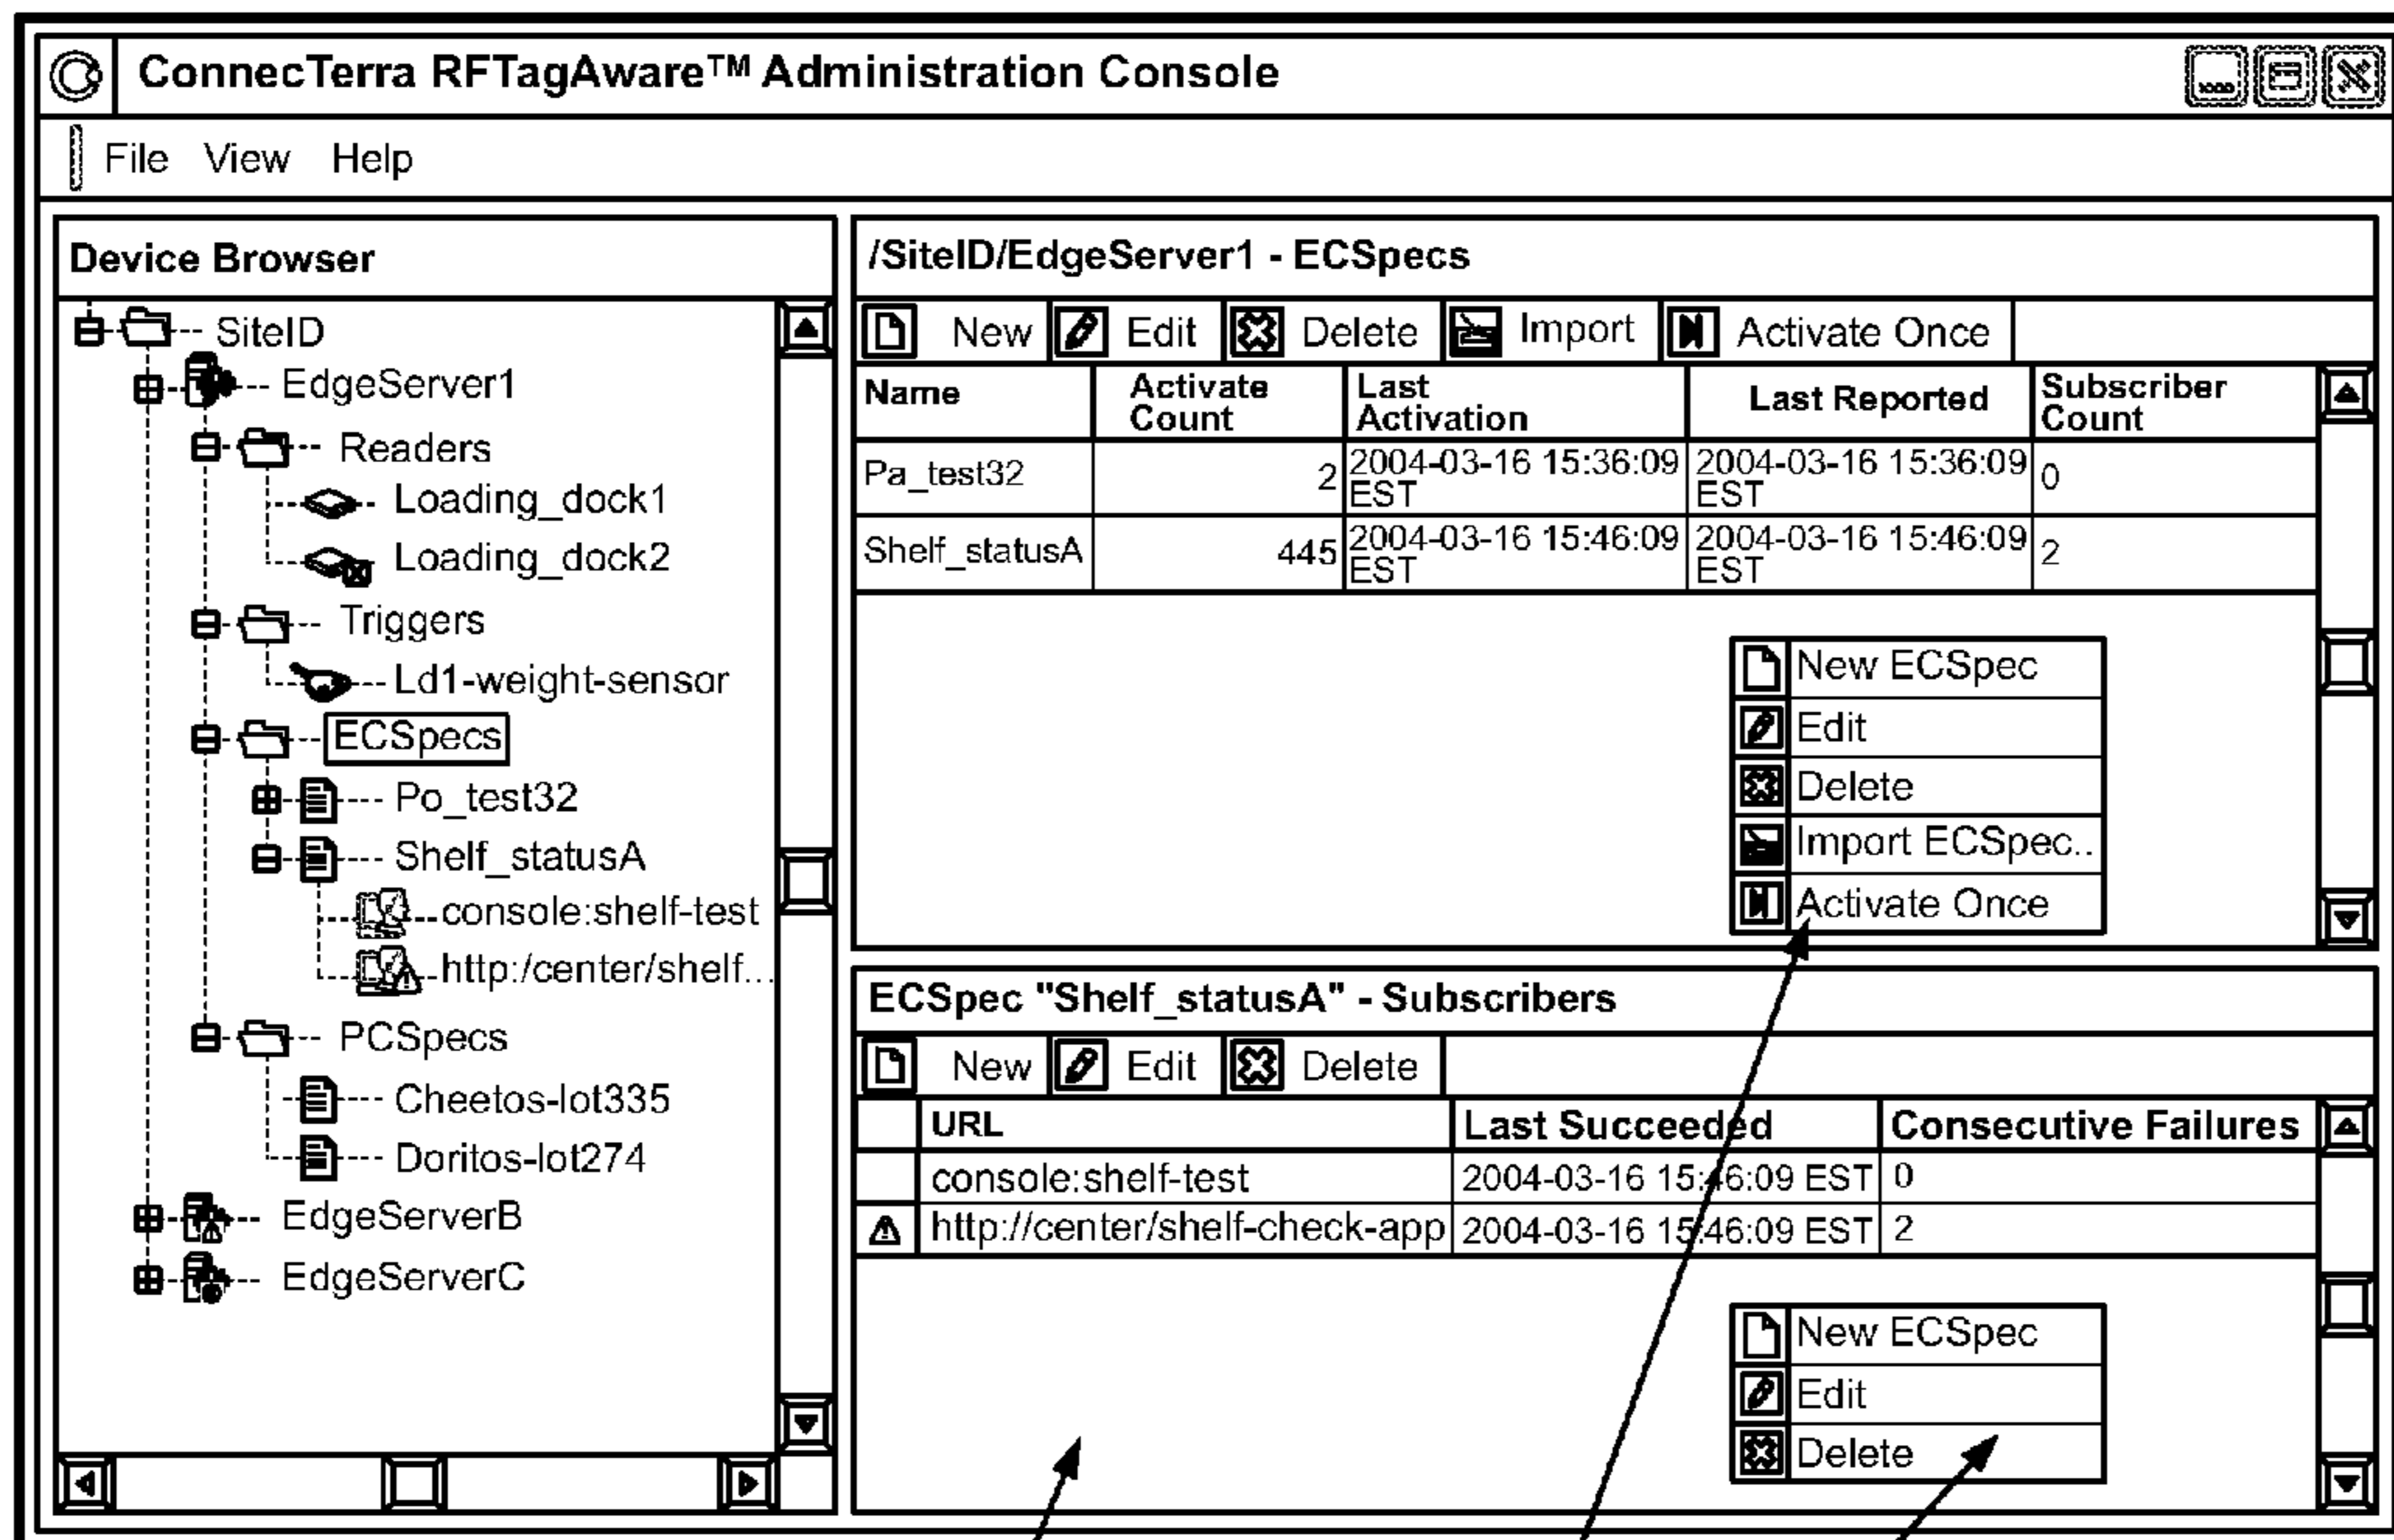 ConnecTerra RFTagAware™ Administration Console
File View Help
Device Browser
SiteID
EdgeServer1
Readers
Loading_dock1
Loading_dock2
Triggers
Ld1-weight-sensor
ECSpecs
Po_test32
Shelf_statusA
console:shelf-test
http:/center/shelf...
PCSpecs
Cheetos-lot335
Doritos-lot274
EdgeServerB
EdgeServerC
/SiteID/EdgeServer1 - ECSpecs
New Edit Delete Import Activate Once
Name Activate Count Last Activation Last Reported Subscriber Count
Pa_test32 2 2004-03-16 15:36:09 EST 2004-03-16 15:36:09 EST 0
Shelf_statusA 445 2004-03-16 15:46:09 EST 2004-03-16 15:46:09 EST 2
New ECSpec
Edit
Delete
Import ECSpec..
Activate Once
ECSpec "Shelf_statusA" - Subscribers
New Edit Delete
URL Last Succeeded Consecutive Failures
console:shelf-test 2004-03-16 15:46:09 EST 0
http://center/shelf-check-app 2004-03-16 15:46:09 EST 2
New ECSpec
Edit
Delete